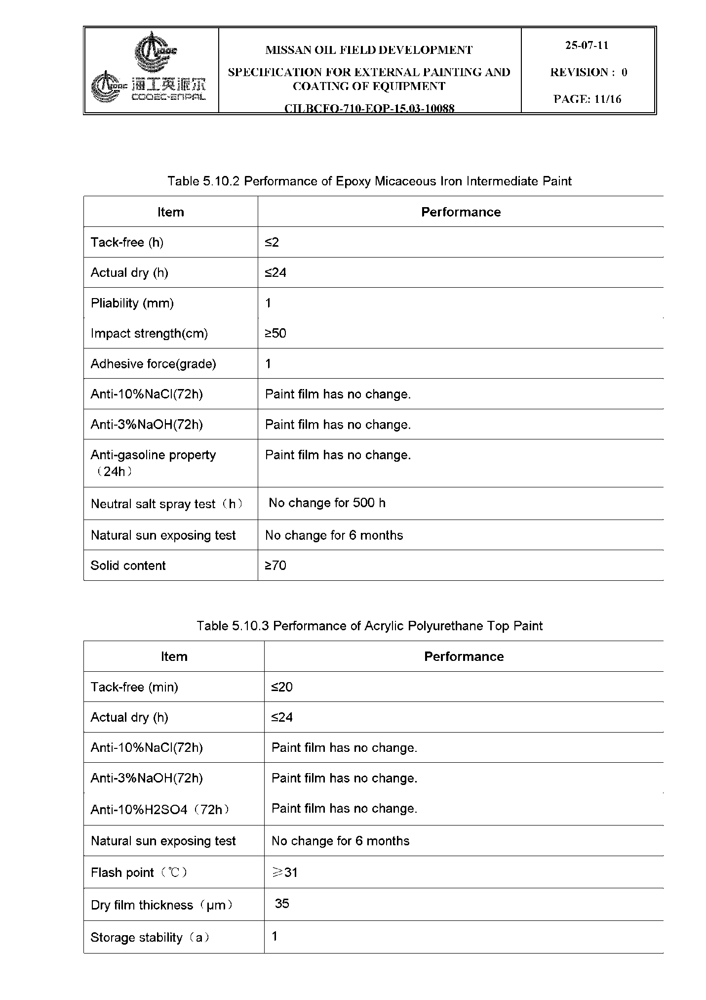 COOC
COOC
海工英派尔
COOEC-ENPAL
MISSAN OIL FIELD DEVELOPMENT
SPECIFICATION FOR EXTERNAL PAINTING AND
COATING OF EQUIPMENT
CILBCFO-710-EOP-15.03-10088
25-07-11
REVISION : 0
PAGE: 11/16
Table 5.10.2 Performance of Epoxy Micaceous Iron Intermediate Paint
Item Performance
Tack-free (h) ≤2
Actual dry (h) ≤24
Pliability (mm) 1
Impact strength(cm) ≥50
Adhesive force(grade) 1
Anti-10%NaCl(72h) Paint film has no change.
Anti-3%NaOH(72h) Paint film has no change.
Anti-gasoline property Paint film has no change.
（24h）
Neutral salt spray test（h） No change for 500 h
Natural sun exposing test No change for 6 months
Solid content ≥70
Table 5.10.3 Performance of Acrylic Polyurethane Top Paint
Item Performance
Tack-free (min) ≤20
Actual dry (h) ≤24
Anti-10%NaCl(72h) Paint film has no change.
Anti-3%NaOH(72h) Paint film has no change.
Anti-10%H2SO4（72h） Paint film has no change.
Natural sun exposing test No change for 6 months
Flash point（℃） ≥31
Dry film thickness（μm） 35
Storage stability（a） 1